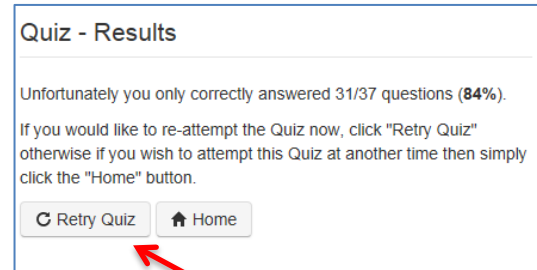 Quiz - Results
Unfortunately you only correctly answered 31/37 questions (84%).
If you would like to re-attempt the Quiz now, click "Retry Quiz"
otherwise if you wish to attempt this Quiz at another time then simply
click the "Home" button.
Retry Quiz Home